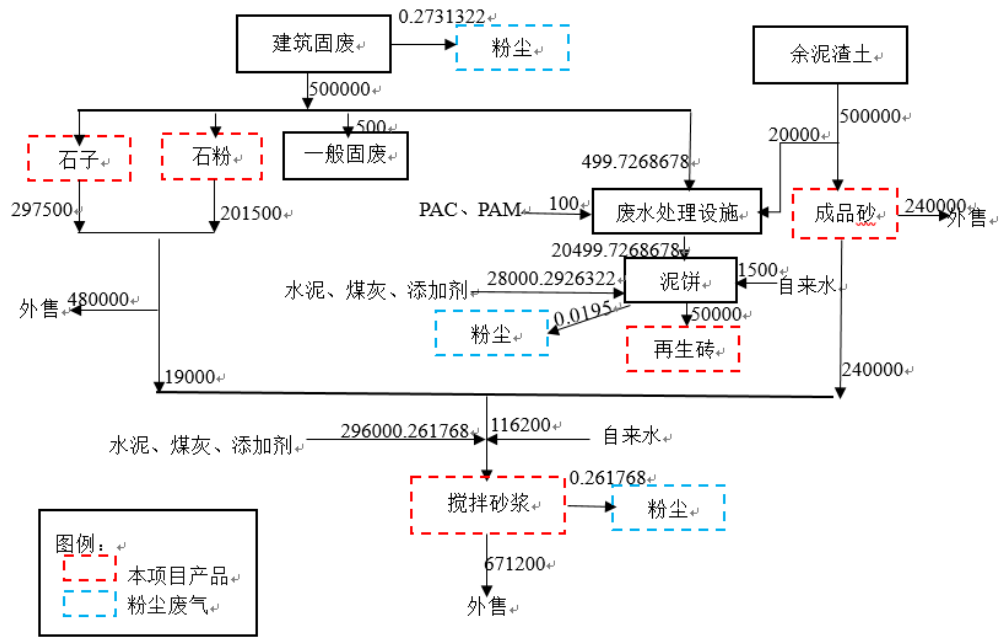 0.2731322
建筑固废
粉尘
余泥渣土
500000
500000
500
20000
石子
石粉
一般固废
499.7268678
297500
201500
PAC、PAM
100
废水处理设施
成品砂
240000
外售
20499.7268678
水泥、煤灰、添加剂
28000.2926322
泥饼
1500
自来水
外售
480000
粉尘
0.0195
50000
再生砖
19000
240000
水泥、煤灰、添加剂
296000.261768
116200
自来水
搅拌砂浆
0.261768
粉尘
671200
外售
图例：
本项目产品
粉尘废气